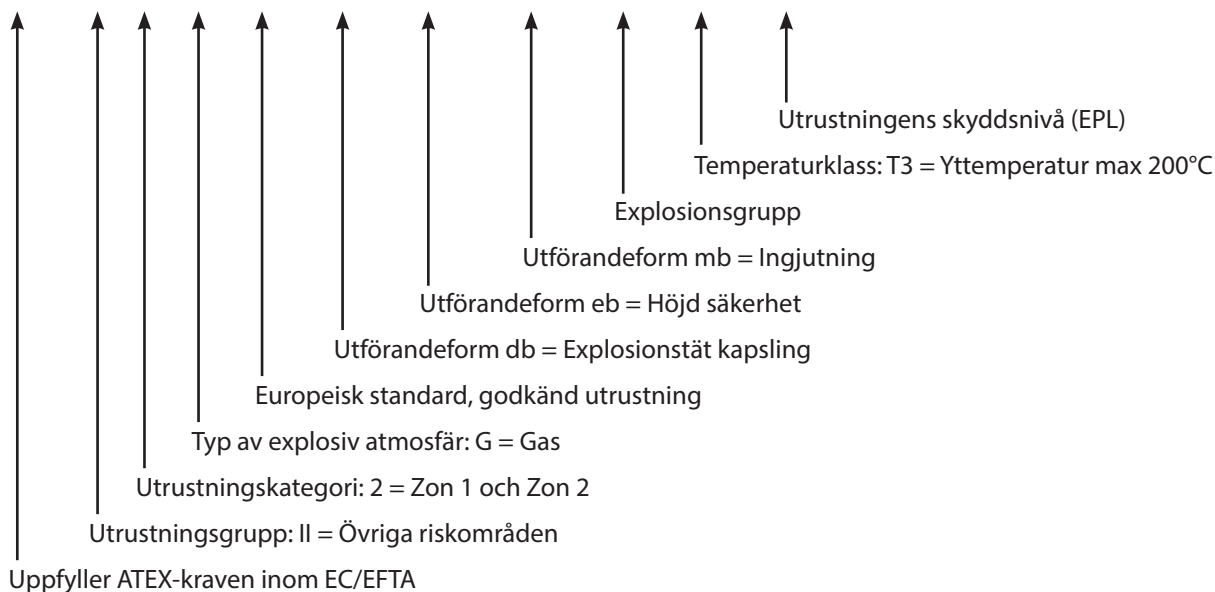 Utrustningens skyddsnivå (EPL)
Temperaturklass: T3 = Yttemperatur max 200°C
Explosionsgrupp
Utförandeform mb = Ingjutning
Utförandeform eb = Höjd säkerhet
Utförandeform db = Explosionstät kapsling
Europeisk standard, godkänd utrustning
Typ av explosiv atmosfär: G = Gas
Utrustningskategori: 2 = Zon 1 och Zon 2
Utrustningsgrupp: II = Övriga riskområden
Uppfyller ATEX-kraven inom EC/EFTA